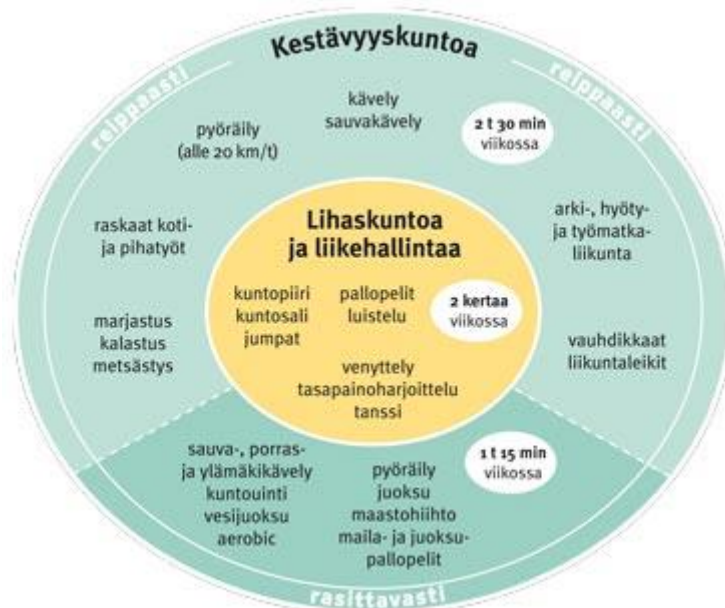 Kestävyyskuntoa
reippaasti
reippaasti
kävely
sauvakävely
2 t 30 min
viikossa
pyöräily
(alle 20 km/t)
raskaat koti-
ja pihatyöt
arki-, hyöty-
ja työmatka-
liikunta
marjastus
kalastus
metsästys
vauhdikkaat
liikuntaleikit
Lihaskuntoa
ja liikehallintaa
kuntopiiri
kuntosali
jumpat
pallopelit
luistelu
2 kertaa
viikossa
venyttely
tasapainoharjoittelu
tanssi
sauva-, porras-
ja ylämäkikävely
kuntouinti
vesijuoksu
aerobic
pyöräily
juoksu
maastohiihto
maila- ja juoksu-
pallopelit
1 t 15 min
viikossa
rasittavasti